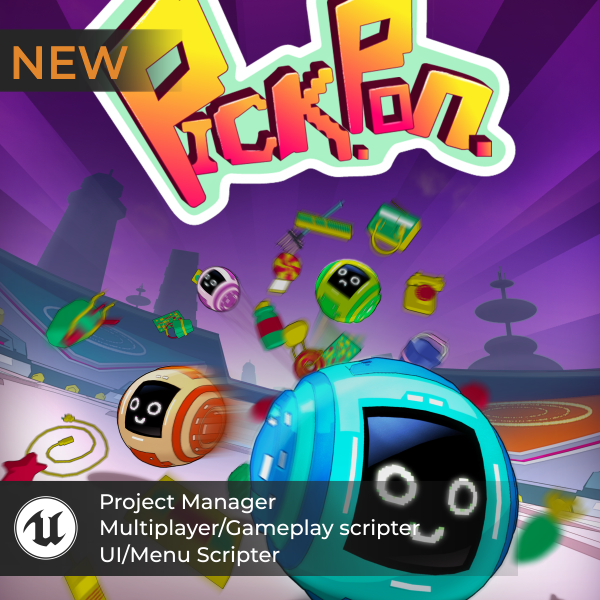 NEW
PICK.PON.
Project Manager
Multiplayer/Gameplay scripter
UI/Menu Scripter